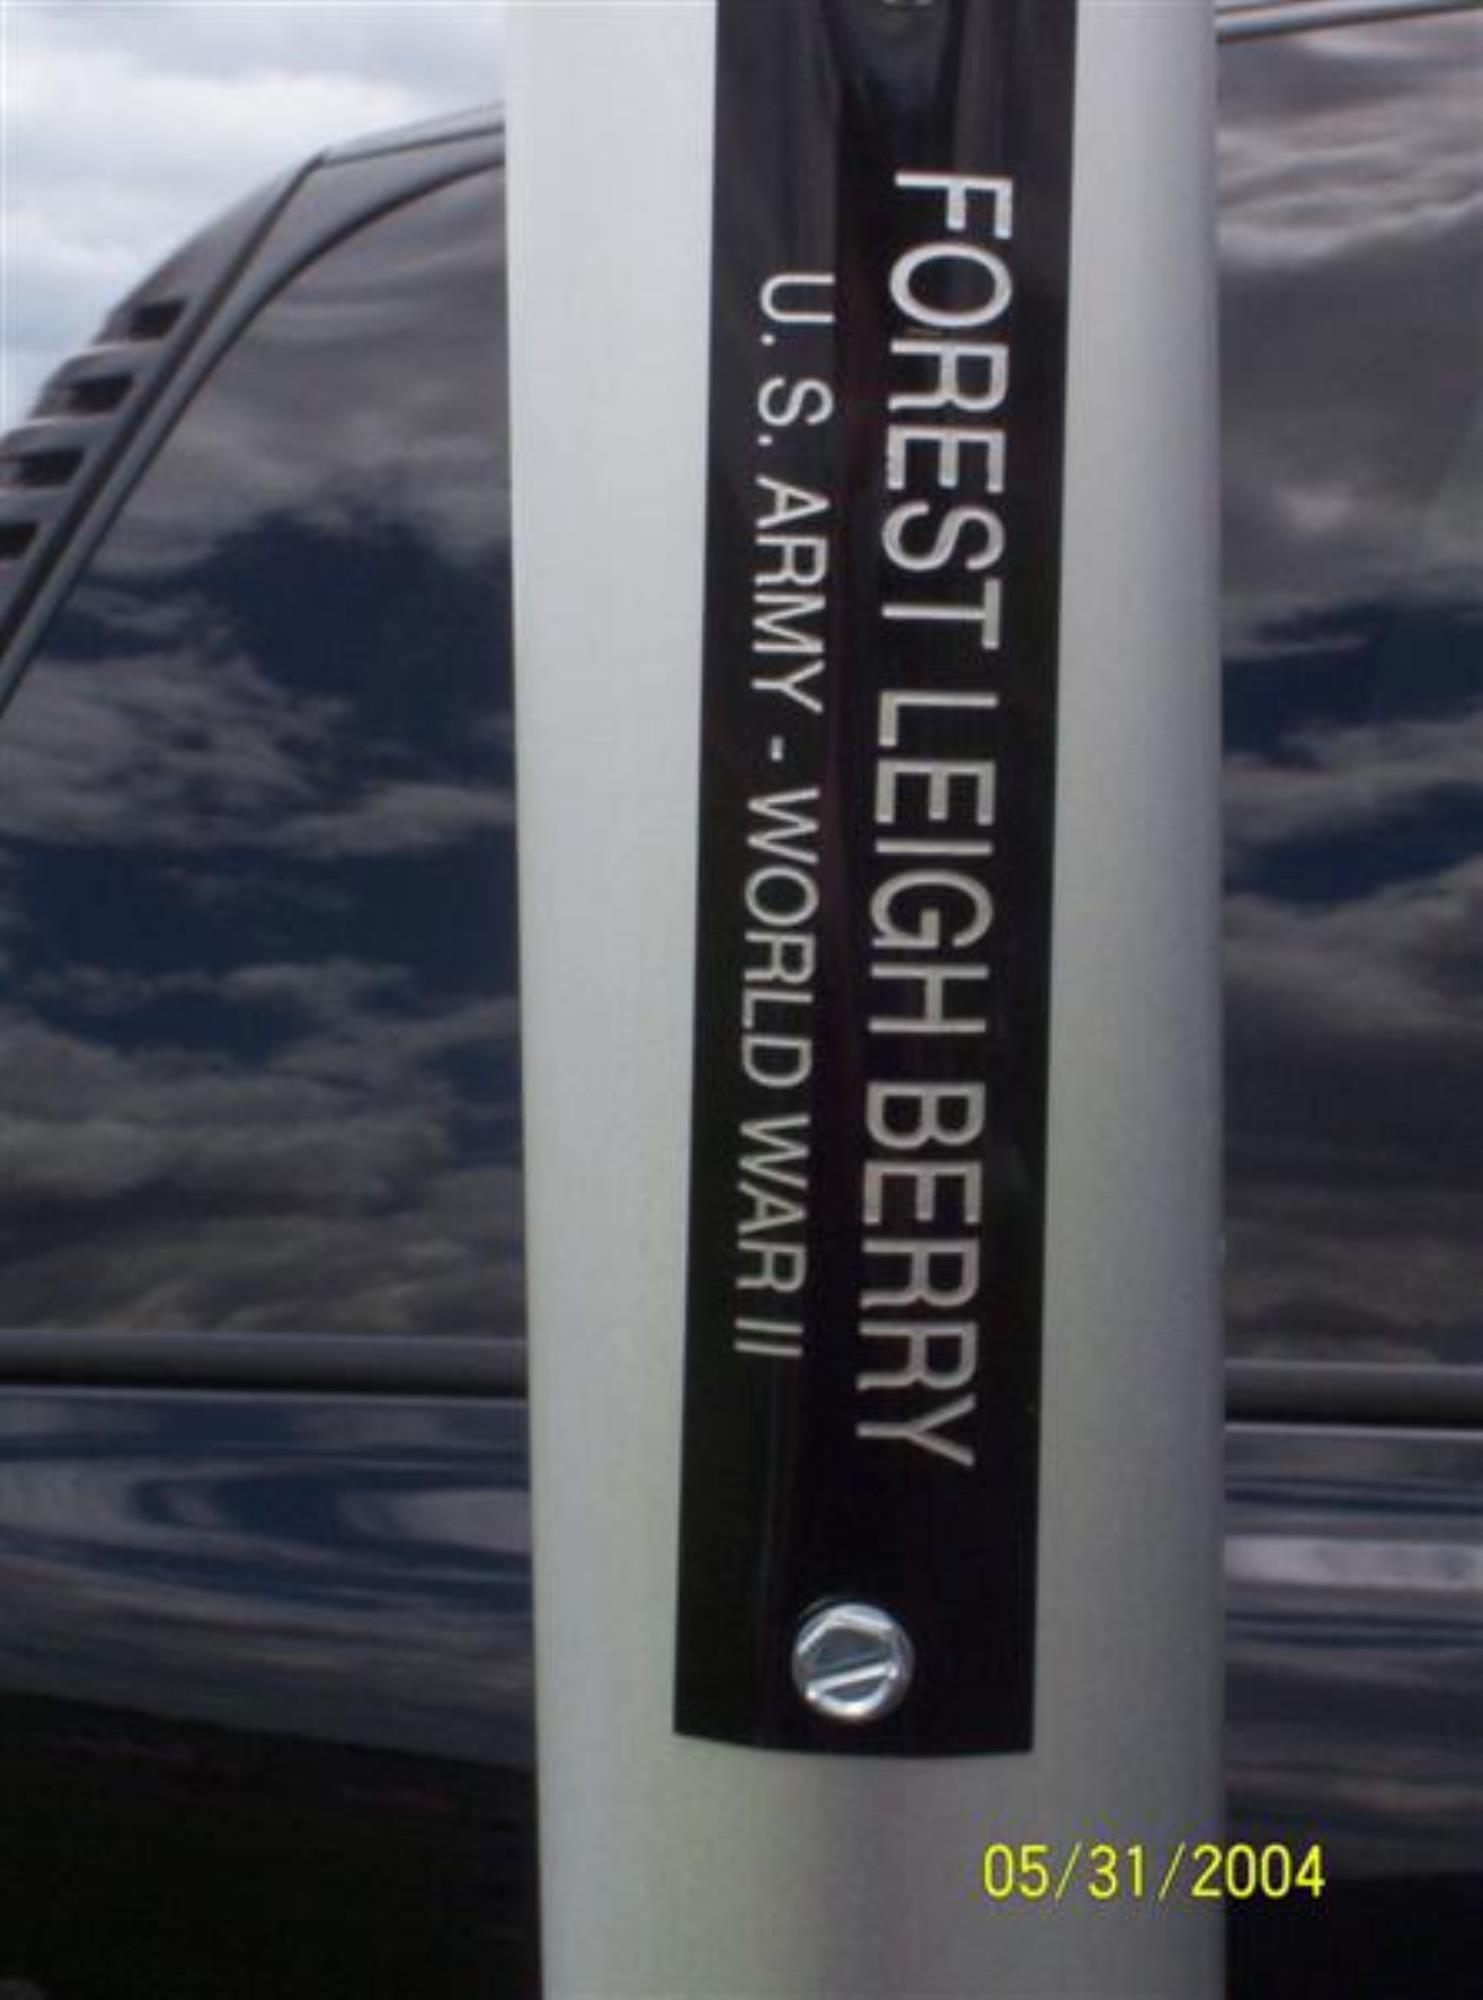 FOREST LEIGH BERRY
U.S. ARMY - WORLD WAR II
05/31/2004